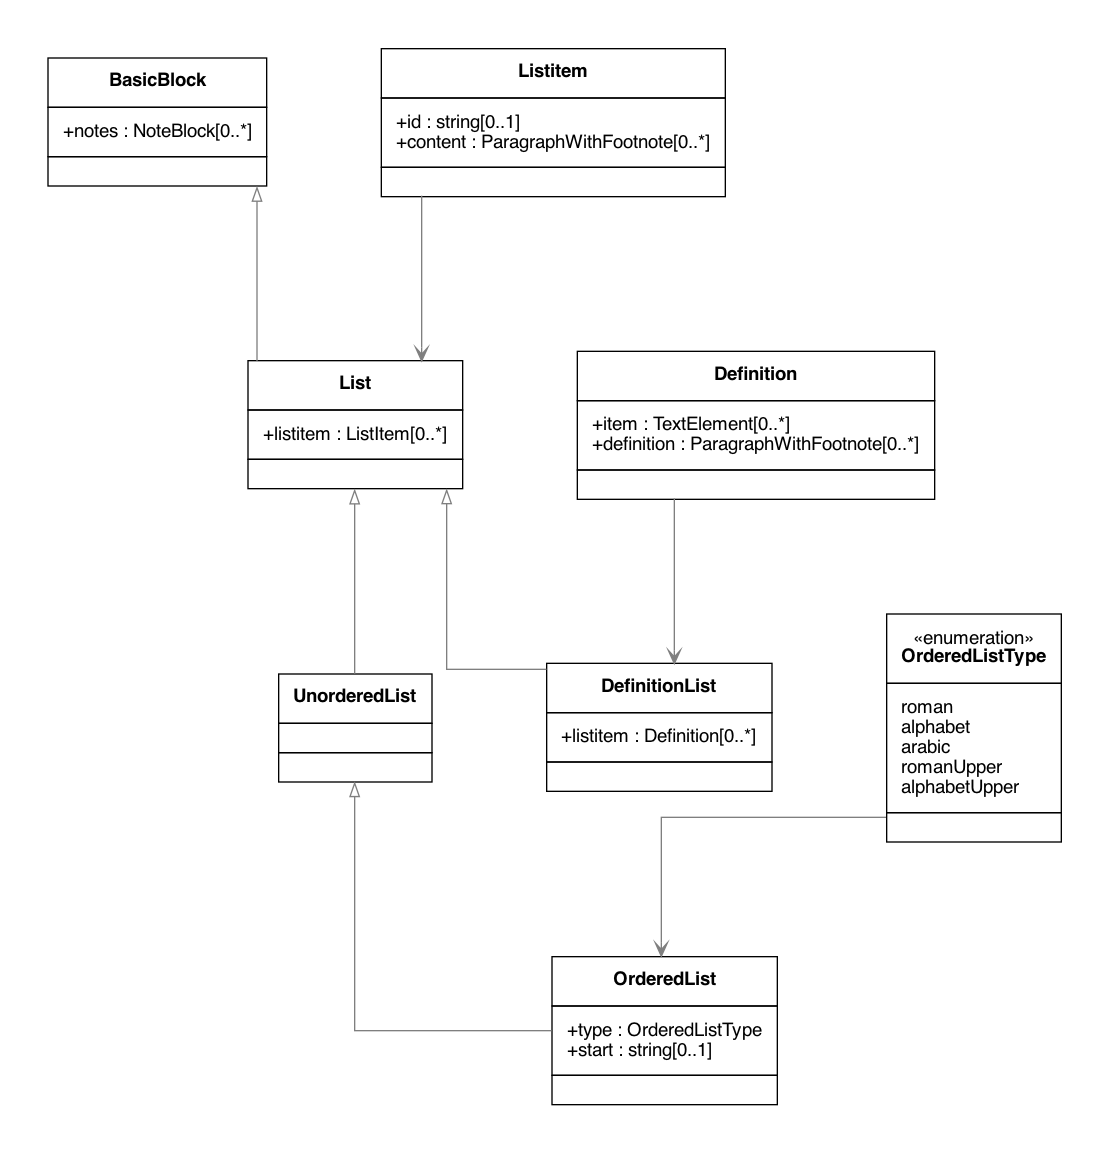 BasicBlock
+notes : NoteBlock[0..*]
Listitem
+id : string[0..1]
+content : ParagraphWithFootnote[0..*]
List
+listitem : ListItem[0..*]
Definition
+item : TextElement[0..*]
+definition : ParagraphWithFootnote[0..*]
UnorderedList
DefinitionList
+listitem : Definition[0..*]
«enumeration»
OrderedListType
roman
alphabet
arabic
romanUpper
alphabetUpper
OrderedList
+type : OrderedListType
+start : string[0..1]